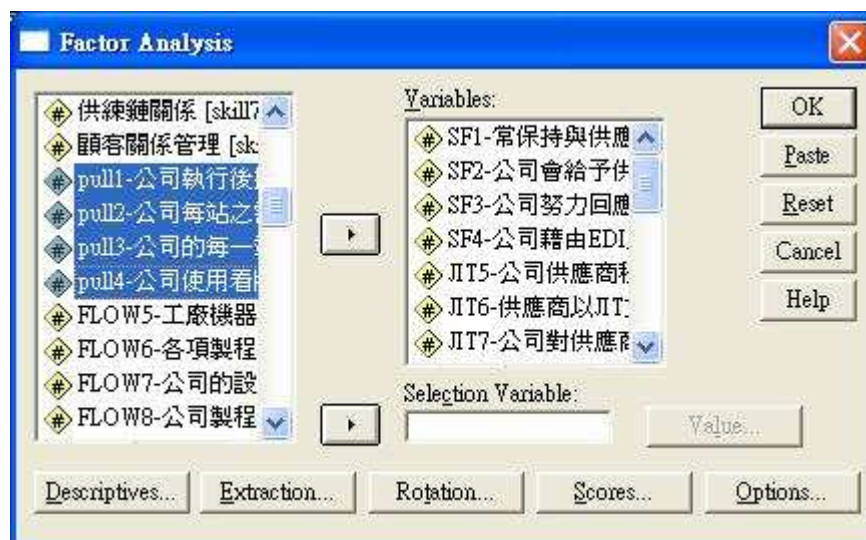 Factor Analysis
供練鍾關係 [skill7
顧客關係管理 [sk
pull1-公司執行後
pull2-公司每站之
pull3-公司的每一
pull4-公司使用看
FLOW5-工廠機器
FLOW6-各項製程
FLOW7-公司的設
FLOW8-公司製程
Variables:
SF1-常保持與供應
SF2-公司會給予供
SF3-公司努力回應
SF4-公司藉由EDI
JIT5-公司供應商
JIT6-供應商以JIT
JIT7-公司對供應商
Selection Variable:
Value...
OK
Paste
Reset
Cancel
Help
Descriptives...
Extraction...
Rotation...
Scores...
Options...